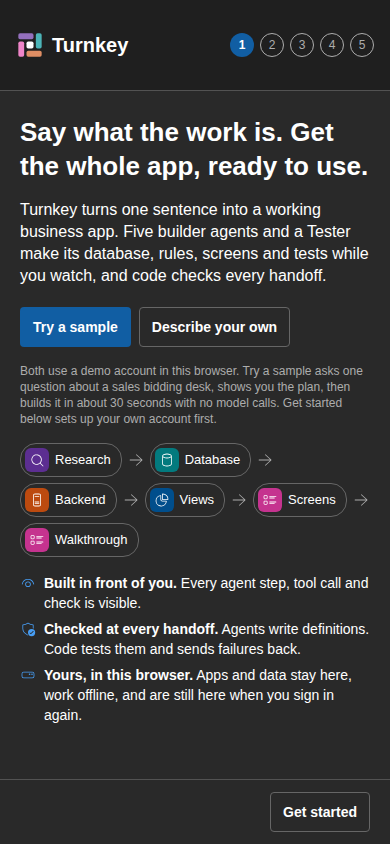 Turnkey
1 2 3 4 5
Say what the work is. Get
the whole app, ready to use.
Turnkey turns one sentence into a working
business app. Five builder agents and a Tester
make its database, rules, screens and tests while
you watch, and code checks every handoff.
Try a sample
Describe your own
Both use a demo account in this browser. Try a sample asks one
question about a sales bidding desk, shows you the plan, then
builds it in about 30 seconds with no model calls. Get started
below sets up your own account first.
Research → Database →
Backend → Views → Screens →
Walkthrough
Built in front of you. Every agent step, tool call and
check is visible.
Checked at every handoff. Agents write definitions.
Code tests them and sends failures back.
Yours, in this browser. Apps and data stay here,
work offline, and are still here when you sign in
again.
Get started